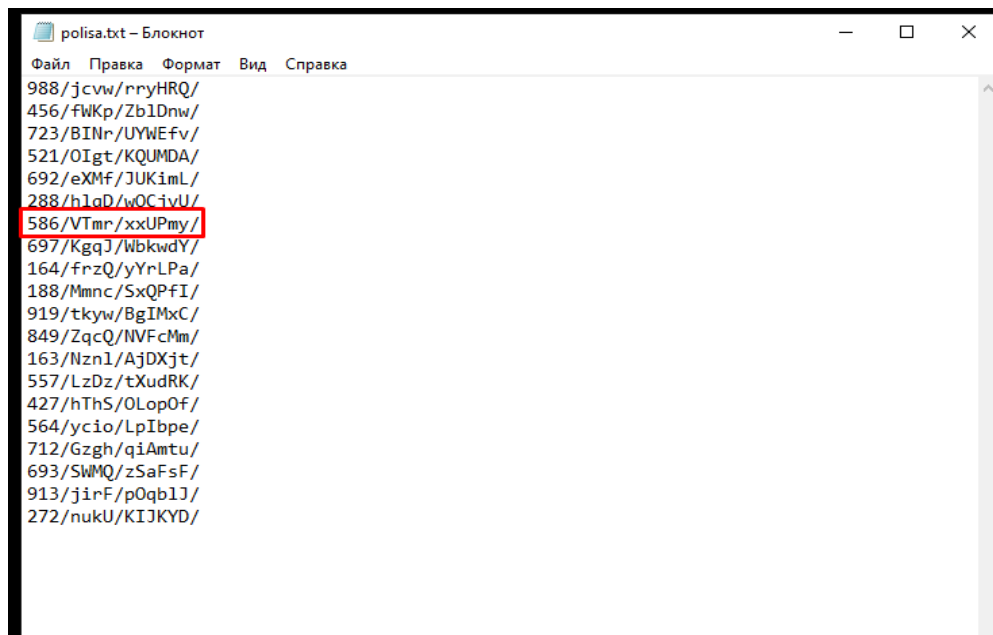 polisa.txt – Блокнот
Файл Правка Формат Вид Справка
988/jcvw/rryHRQ/
456/fWKp/ZblDnw/
723/BINr/UYWEfv/
521/OIgt/KQUMDA/
692/eXMf/JUKimL/
288/hlqD/wOCjvU/
586/VTmr/xxUPmy/
697/KgqJ/WbkwdY/
164/frzQ/yYrLPa/
188/Mmnc/SxQPfI/
919/tkyw/BgIMxC/
849/ZqcQ/NVFcMm/
163/Nznl/AjDXjt/
557/LzDz/tXudRK/
427/hThS/OLopOf/
564/ycio/LpIbpe/
712/Gzgh/qiAmtu/
693/SWMQ/zSaFsF/
913/jirF/pOqblJ/
272/nukU/KIJKYD/